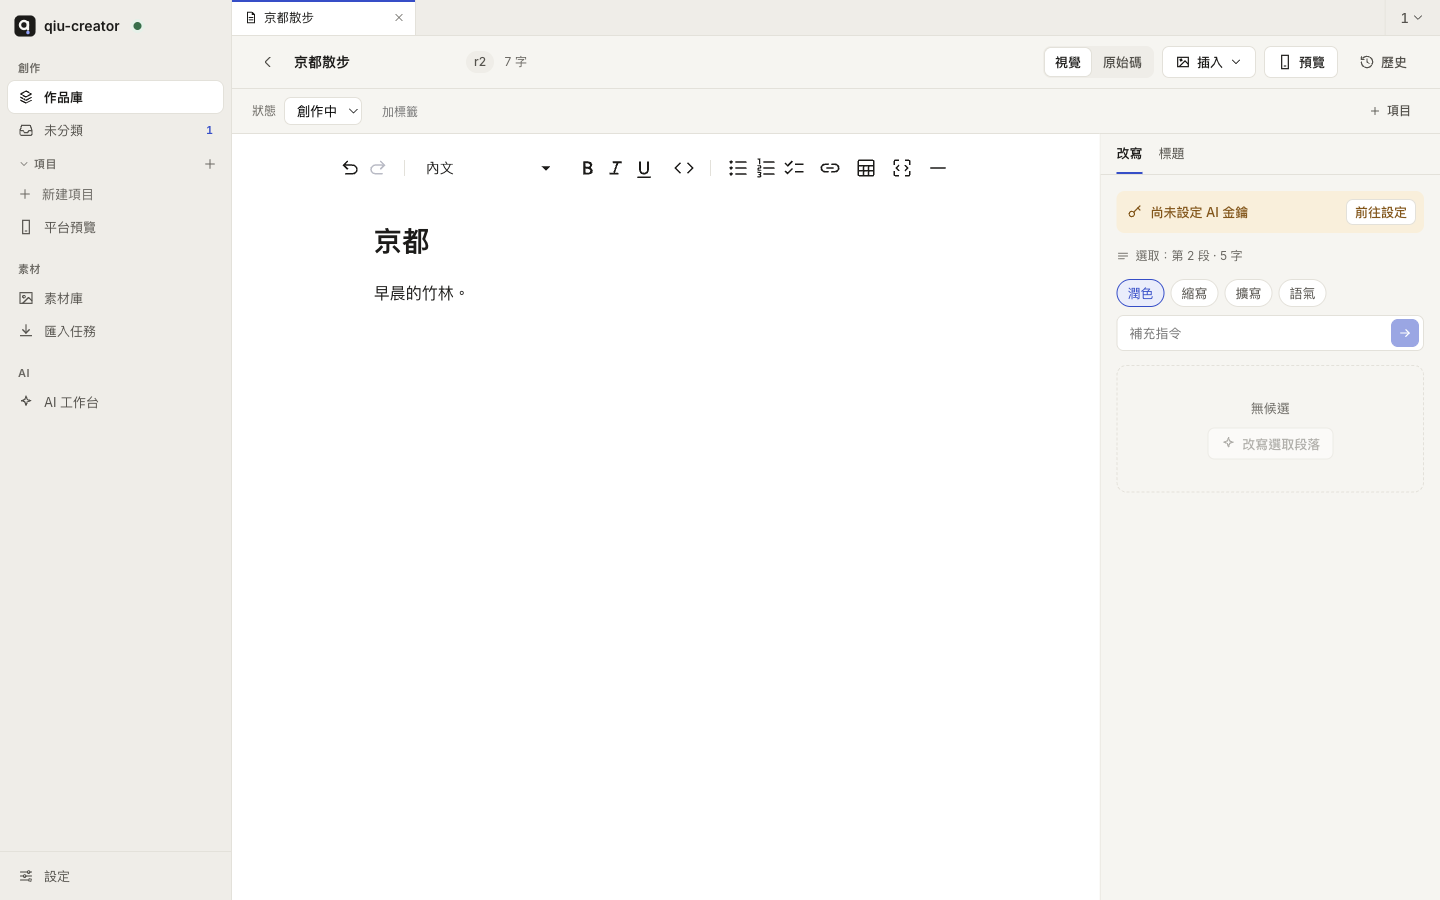 qiu-creator
創作
作品庫
未分類 1
項目
新建項目
平台預覽
素材
素材庫
匯入任務
AI
AI 工作台
設定
京都散步
1
京都散步 r2 7 字
視覺 原始碼 插入 預覽 歷史
狀態 創作中 加標籤 項目
內文 B I U
京都
早晨的竹林。
改寫 標題
尚未設定 AI 金鑰 前往設定
選取：第 2 段 · 5 字
潤色 縮寫 擴寫 語氣
補充指令
無候選
改寫選取段落